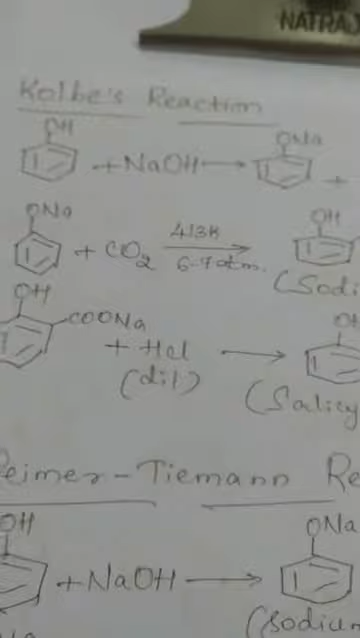 NATRA
Kolbe's Reaction
OH ONa
+ NaOH → +
ONa OH
+ CO2 413K
6-7 atm.
(Sodi
OH
COONa OH
+ Hcl →
(dil) (Salicy
eimer-Tiemann Re
OH ONa
+ NaOH →
(Sodium